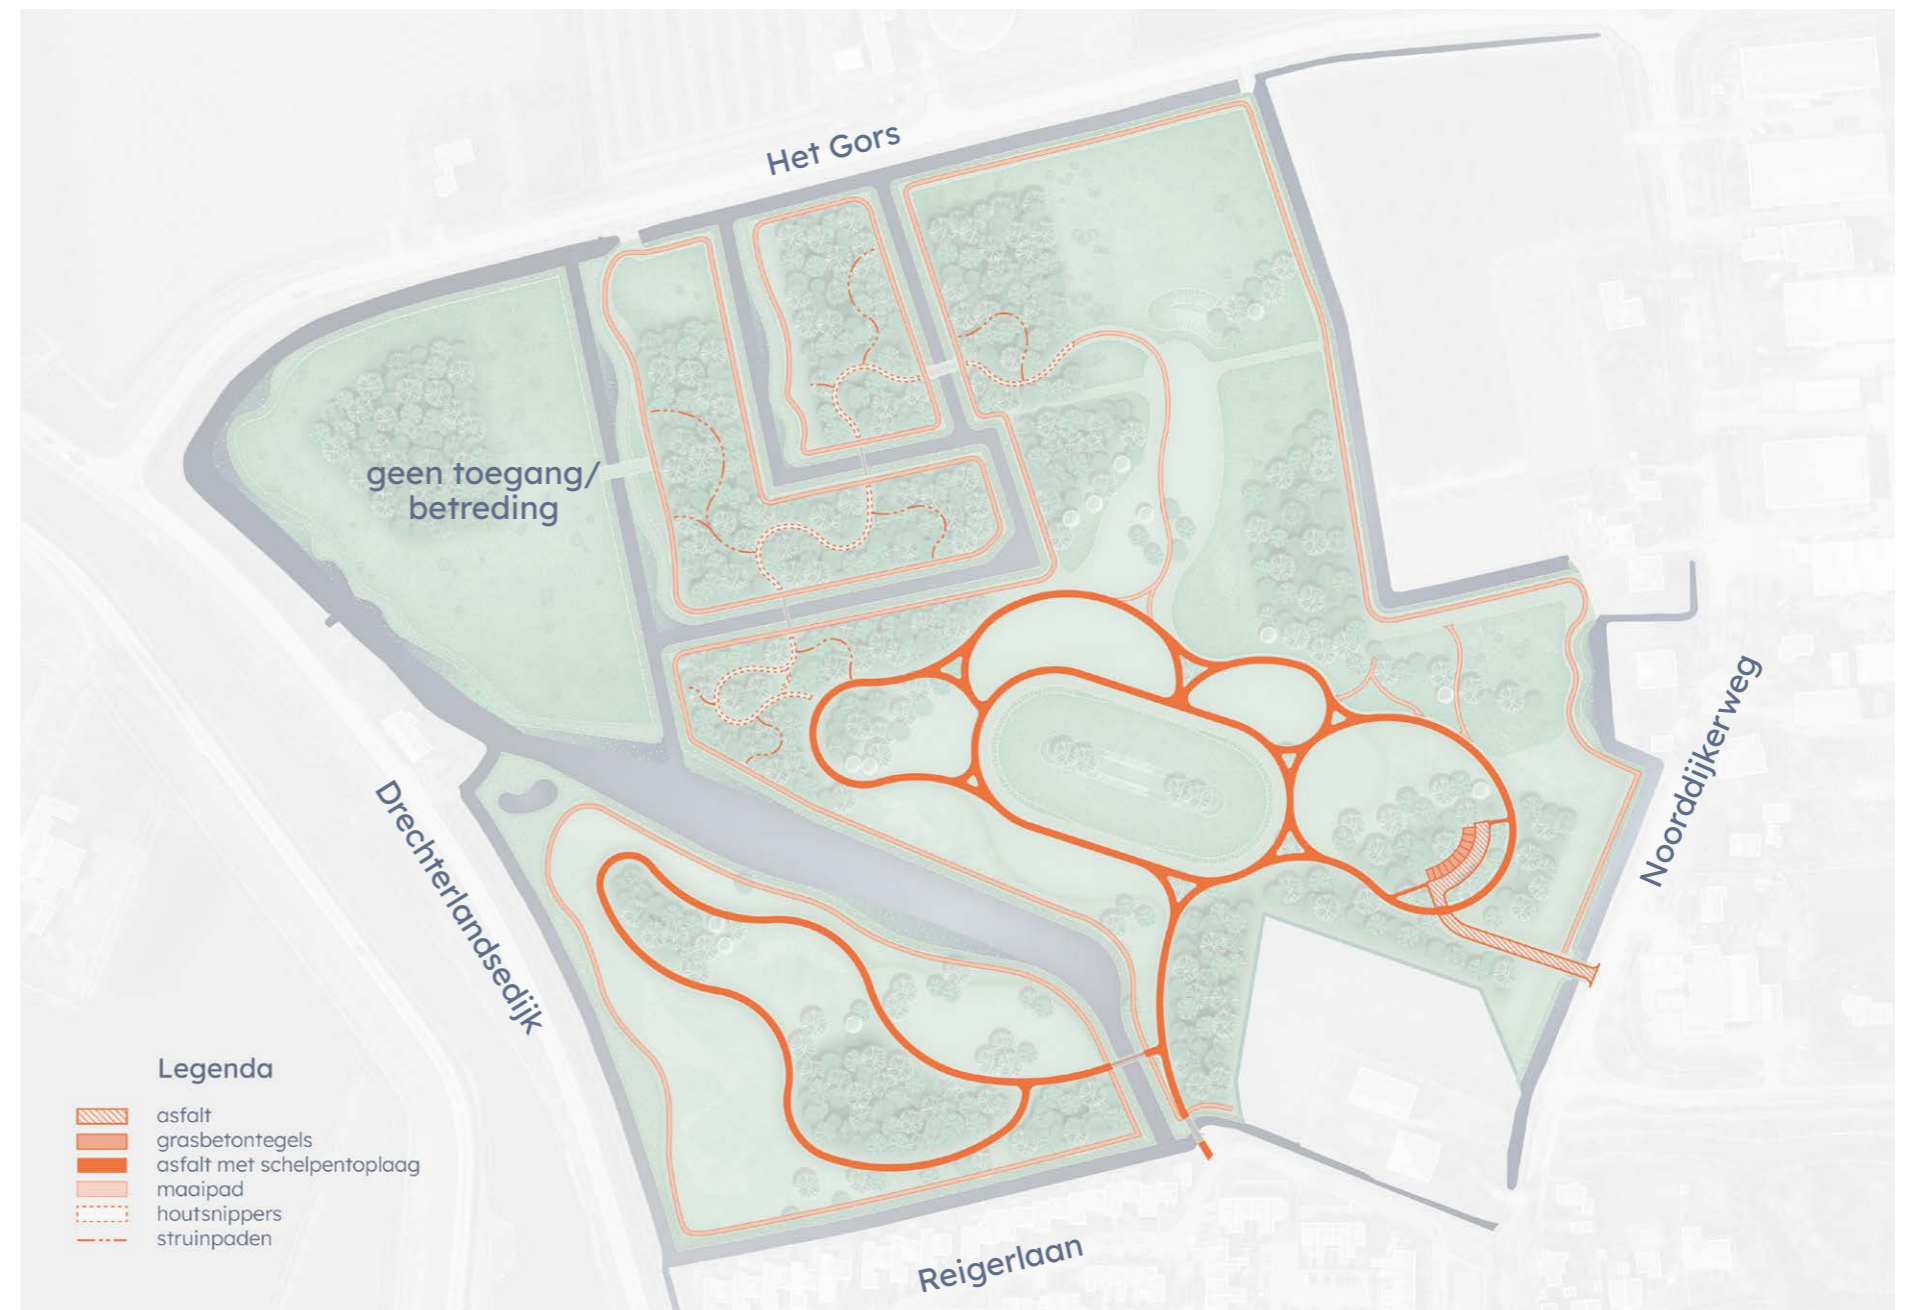 Het Gors
geen toegang/
betreding
Noorddijkerweg
Drechterlandsedijk
Reigerlaan
Legenda
asfalt
grasbetontegels
asfalt met schelpentoplaag
maaipad
houtsnippers
struinpaden